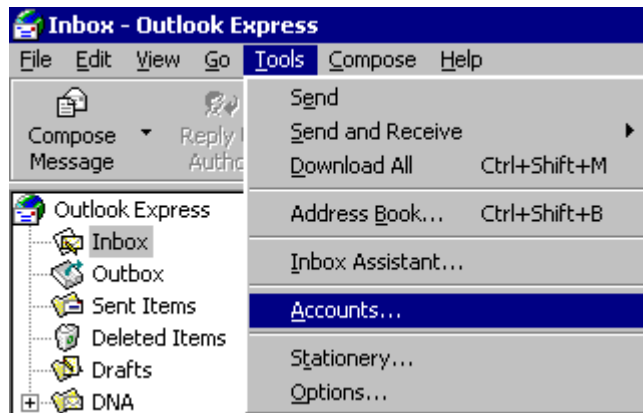 Inbox - Outlook Express
File Edit View Go Tools Compose Help
Compose Message
Reply
Send
Send and Receive
Download All Ctrl+Shift+M
Address Book... Ctrl+Shift+B
Inbox Assistant...
Accounts...
Stationery...
Options...
Outlook Express
Inbox
Outbox
Sent Items
Deleted Items
Drafts
DNA